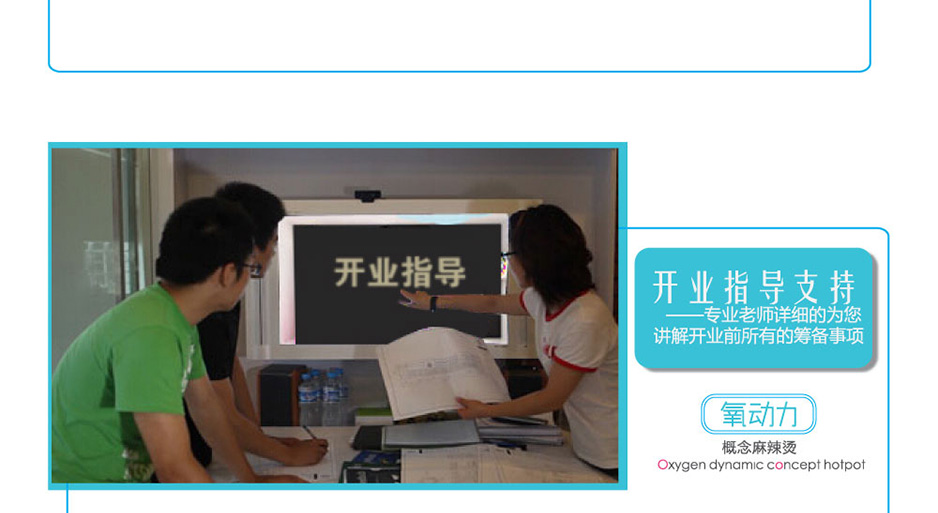 开业指导
开业指导支持
——专业老师详细的为您
讲解开业前所有的筹备事项
氧动力
概念麻辣烫
Oxygen dynamic concept hotpot